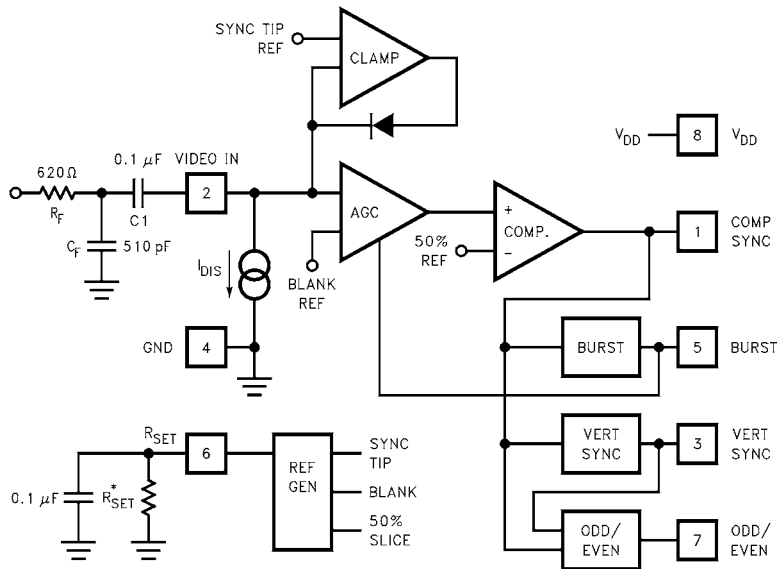 SYNC TIP
REF
CLAMP
V_DD
8
V_DD
0.1 μF
VIDEO IN
620Ω
2
R_F
C1
AGC
+
COMP.
−
1
COMP
SYNC
C_F
510 pF
I_DIS
50%
REF
BLANK
REF
GND
4
BURST
5
BURST
R_SET
6
REF
GEN
SYNC
TIP
BLANK
50%
SLICE
VERT
SYNC
3
VERT
SYNC
0.1 μF
R*_SET
ODD/
EVEN
7
ODD/
EVEN